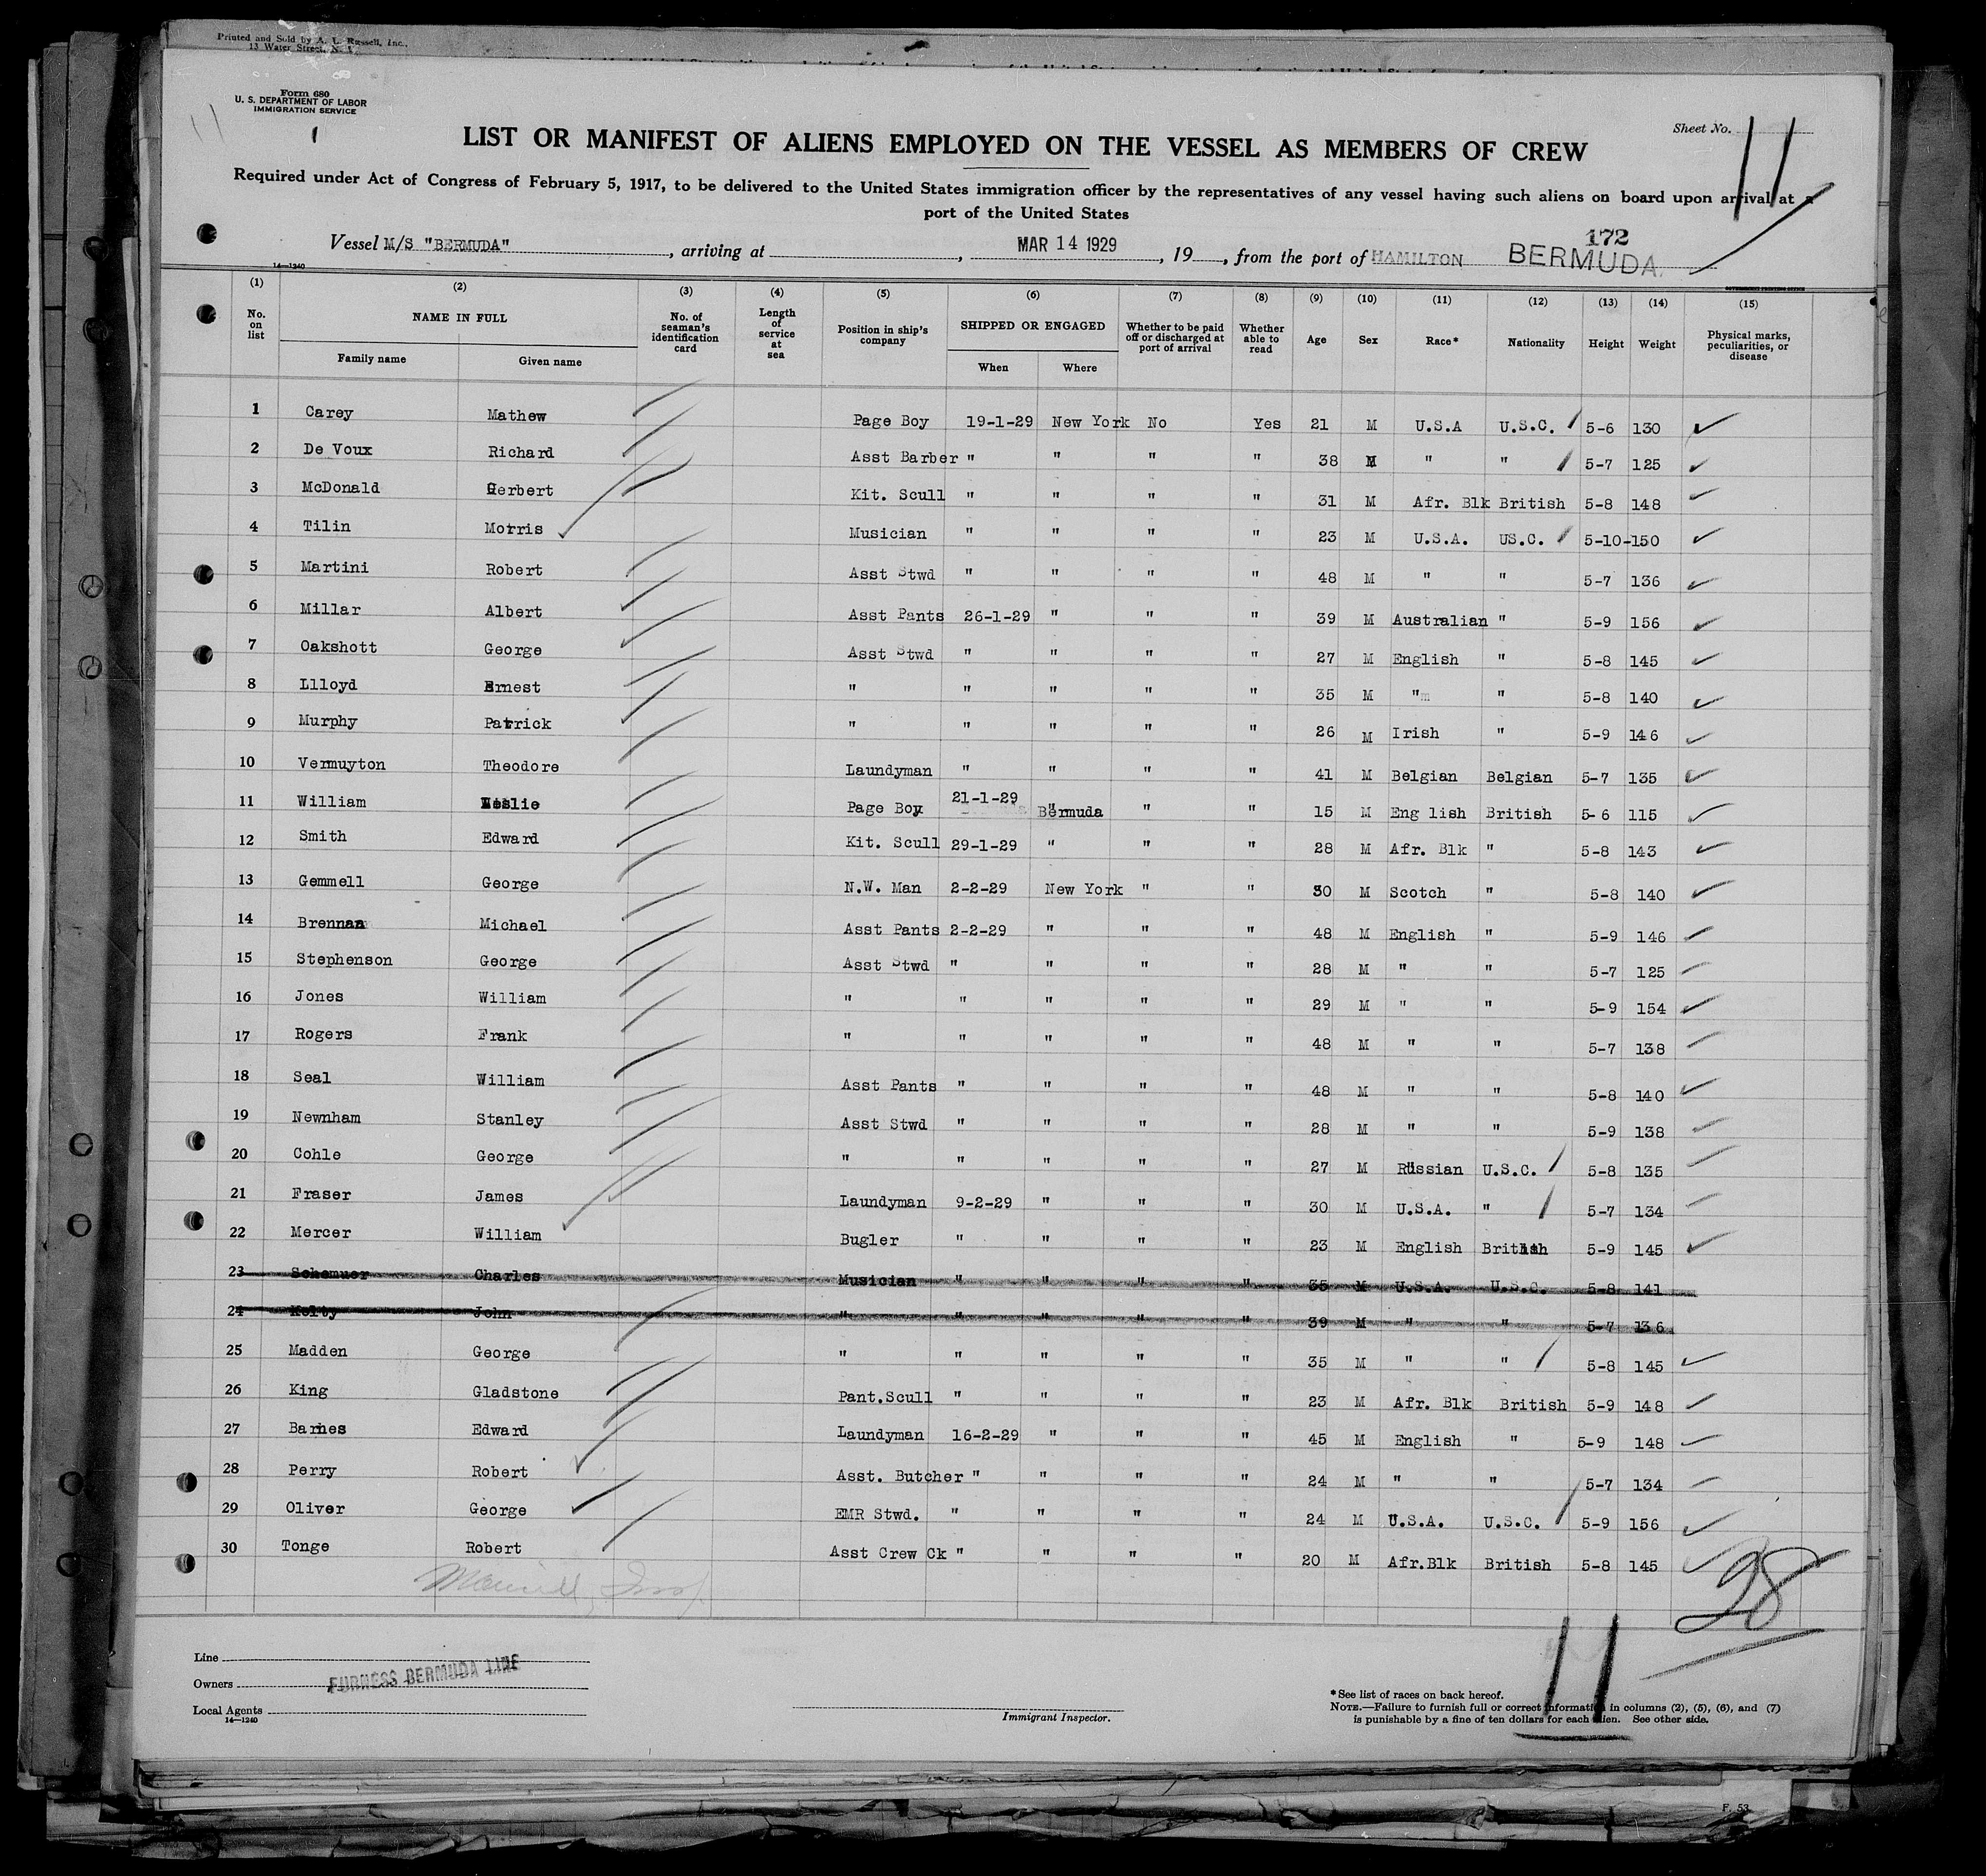 Printed and Sold by A. L. Russell, Inc.,
13 Water Street, N. Y.
Form 680
U. S. DEPARTMENT OF LABOR
IMMIGRATION SERVICE
1
Sheet No. 11
LIST OR MANIFEST OF ALIENS EMPLOYED ON THE VESSEL AS MEMBERS OF CREW
Required under Act of Congress of February 5, 1917, to be delivered to the United States immigration officer by the representatives of any vessel having such aliens on board upon arrival at a
port of the United States
172
Vessel M/S "BERMUDA", arriving at , MAR 14 1929, 19 , from the port of HAMILTON BERMUDA.
14—1240
(1) (2) (3) (4) (5) (6) (7) (8) (9) (10) (11) (12) (13) (14) (15)
No. on list NAME IN FULL Family name Given name No. of seaman's identification card Length of service at sea Position in ship's company SHIPPED OR ENGAGED When Where Whether to be paid off or discharged at port of arrival Whether able to read Age Sex Race* Nationality Height Weight Physical marks, peculiarities, or disease
1 Carey Mathew Page Boy 19-1-29 New York No Yes 21 M U.S.A U.S.C. 5-6 130
2 De Voux Richard Asst Barber " " " " 38 M " " 5-7 125
3 McDonald Gerbert Kit. Scull " " " " 31 M Afr. Blk British 5-8 148
4 Tilin Morris Musician " " " " 23 M U.S.A. US.C. 5-10-150
5 Martini Robert Asst Stwd " " " " 48 M " " 5-7 136
6 Millar Albert Asst Pants 26-1-29 " " " 39 M Australian " 5-9 156
7 Oakshott George Asst Stwd " " " " 27 M English " 5-8 145
8 Llloyd Ernest " " " " " 35 M " " 5-8 140
9 Murphy Patrick " " " " " 26 M Irish " 5-9 146
10 Vermuyton Theodore Laundyman " " " " 41 M Belgian Belgian 5-7 135
11 William Leslie Page Boy 21-1-29 Bermuda " " 15 M Eng lish British 5-6 115
12 Smith Edward Kit. Scull 29-1-29 " " " 28 M Afr. Blk " 5-8 143
13 Gemmell George N.W. Man 2-2-29 New York " " 30 M Scotch " 5-8 140
14 Brennan Michael Asst Pants 2-2-29 " " " 48 M English " 5-9 146
15 Stephenson George Asst Stwd " " " " 28 M " " 5-7 125
16 Jones William " " " " " 29 M " " 5-9 154
17 Rogers Frank " " " " " 48 M " " 5-7 138
18 Seal William Asst Pants " " " " 48 M " " 5-8 140
19 Newnham Stanley Asst Stwd " " " " 28 M " " 5-9 138
20 Cohle George " " " " " 27 M Russian U.S.C. 5-8 135
21 Fraser James Laundyman 9-2-29 " " " 30 M U.S.A. " 5-7 134
22 Mercer William Bugler " " " " 23 M English British 5-9 145
23 Schemuer Charles Musician " " " " 35 M U.S.A. U.S.C. 5-8 141
24 Kelty John " " " " " 39 M " " 5-7 136
25 Madden George " " " " " 35 M " " 5-8 145
26 King Gladstone Pant.Scull " " " " 23 M Afr. Blk British 5-9 148
27 Barnes Edward Laundyman 16-2-29 " " " 45 M English " 5-9 148
28 Perry Robert Asst. Butcher " " " " 24 M " " 5-7 134
29 Oliver George EMR Stwd. " " " " 24 M U.S.A. U.S.C. 5-9 156
30 Tonge Robert Asst Crew Ck " " " " 20 M Afr.Blk British 5-8 145
28
11
Line
Owners FURNESS BERMUDA LINE
Local Agents
14—1240
Immigrant Inspector.
*See list of races on back hereof.
NOTE.—Failure to furnish full or correct information in columns (2), (5), (6), and (7)
is punishable by a fine of ten dollars for each alien. See other side.
F. 53